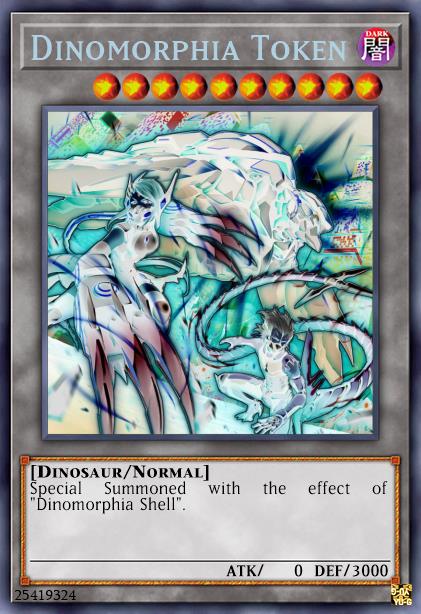 DINOMORPHIA TOKEN
DARK
闇
[DINOSAUR/NORMAL]
Special Summoned with the effect of
"Dinomorphia Shell".
ATK/ 0 DEF/3000
25419324